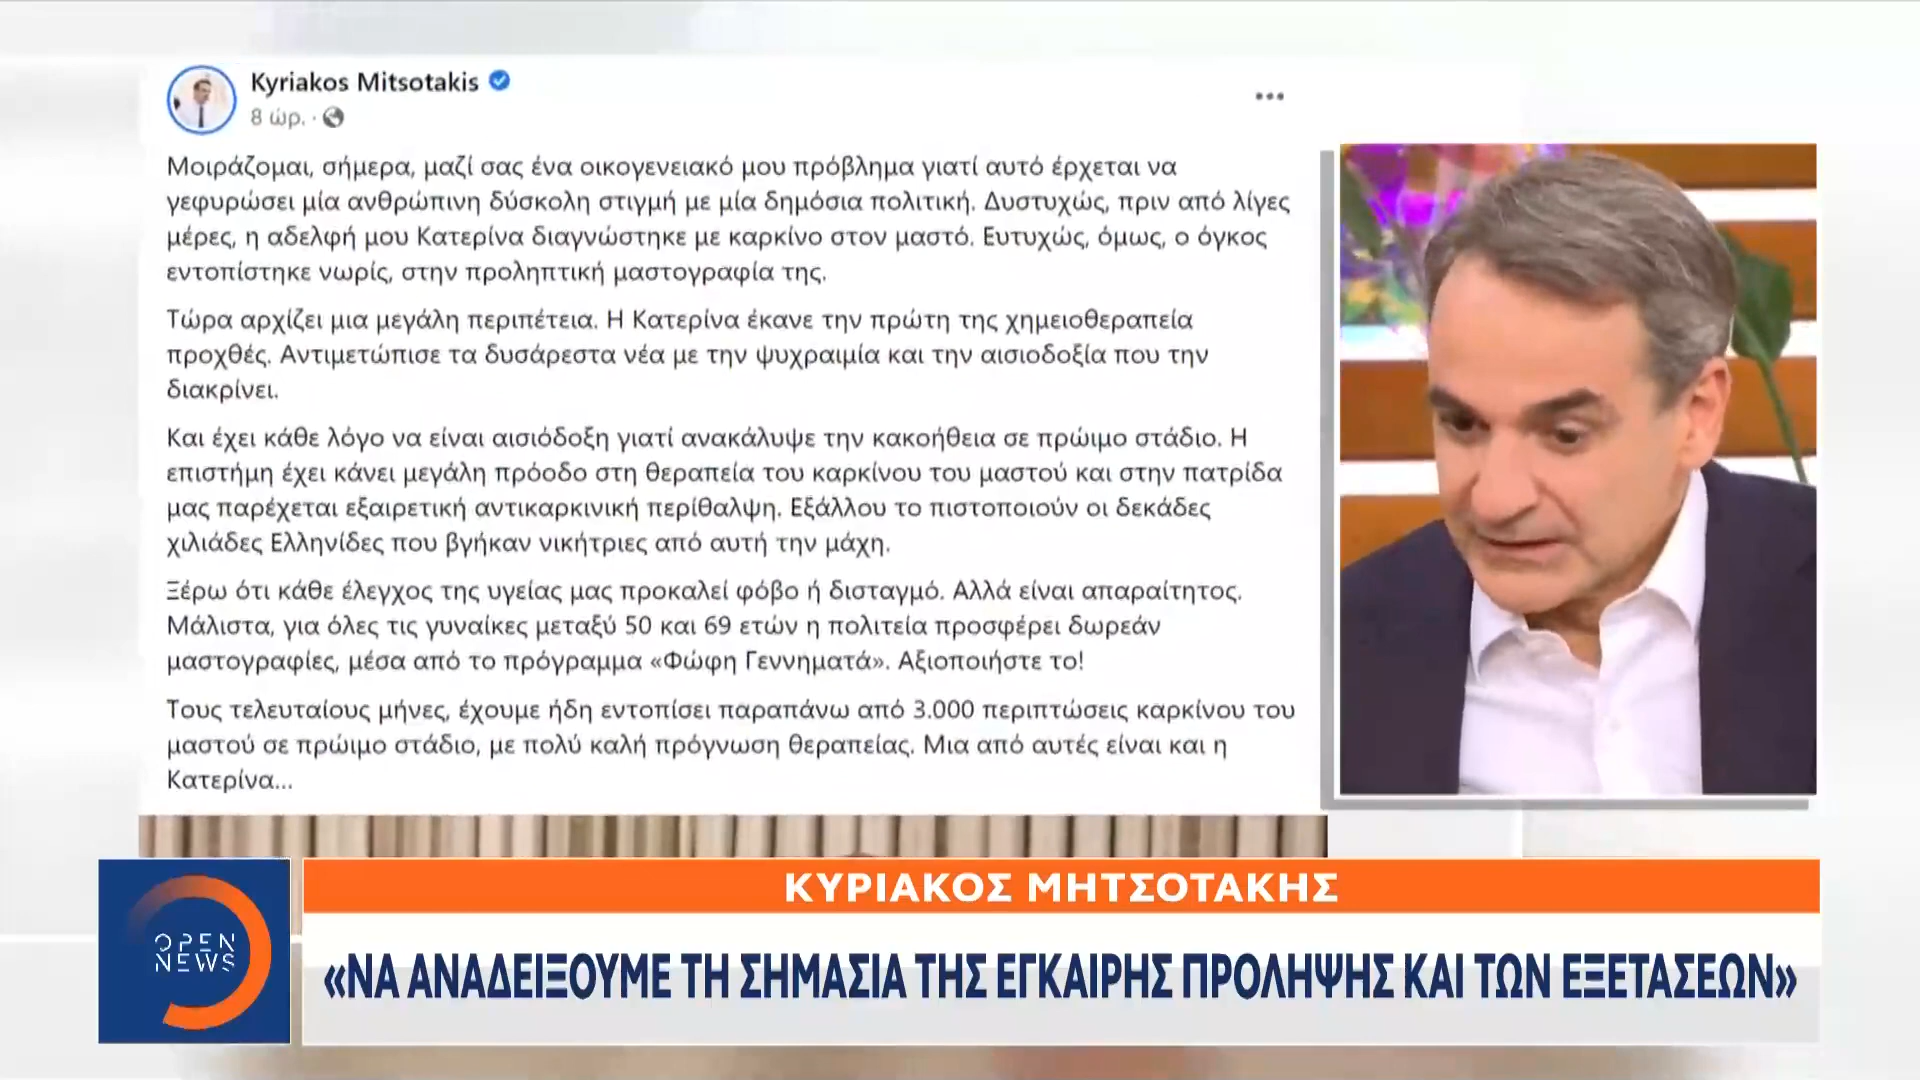 Kyriakos Mitsotakis
8 ώρ. ·
Μοιράζομαι, σήμερα, μαζί σας ένα οικογενειακό μου πρόβλημα γιατί αυτό έρχεται να
γεφυρώσει μία ανθρώπινη δύσκολη στιγμή με μία δημόσια πολιτική. Δυστυχώς, πριν από λίγες
μέρες, η αδελφή μου Κατερίνα διαγνώστηκε με καρκίνο στον μαστό. Ευτυχώς, όμως, ο όγκος
εντοπίστηκε νωρίς, στην προληπτική μαστογραφία της.
Τώρα αρχίζει μια μεγάλη περιπέτεια. Η Κατερίνα έκανε την πρώτη της χημειοθεραπεία
προχθές. Αντιμετώπισε τα δυσάρεστα νέα με την ψυχραιμία και την αισιοδοξία που την
διακρίνει.
Και έχει κάθε λόγο να είναι αισιόδοξη γιατί ανακάλυψε την κακοήθεια σε πρώιμο στάδιο. Η
επιστήμη έχει κάνει μεγάλη πρόοδο στη θεραπεία του καρκίνου του μαστού και στην πατρίδα
μας παρέχεται εξαιρετική αντικαρκινική περίθαλψη. Εξάλλου το πιστοποιούν οι δεκάδες
χιλιάδες Ελληνίδες που βγήκαν νικήτριες από αυτή την μάχη.
Ξέρω ότι κάθε έλεγχος της υγείας μας προκαλεί φόβο ή δισταγμό. Αλλά είναι απαραίτητος.
Μάλιστα, για όλες τις γυναίκες μεταξύ 50 και 69 ετών η πολιτεία προσφέρει δωρεάν
μαστογραφίες, μέσα από το πρόγραμμα «Φώφη Γεννηματά». Αξιοποιήστε το!
Τους τελευταίους μήνες, έχουμε ήδη εντοπίσει παραπάνω από 3.000 περιπτώσεις καρκίνου του
μαστού σε πρώιμο στάδιο, με πολύ καλή πρόγνωση θεραπείας. Μια από αυτές είναι και η
Κατερίνα...
ΚΥΡΙΑΚΟΣ ΜΗΤΣΟΤΑΚΗΣ
OPEN
NEWS
«ΝΑ ΑΝΑΔΕΙΞΟΥΜΕ ΤΗ ΣΗΜΑΣΙΑ ΤΗΣ ΕΓΚΑΙΡΗΣ ΠΡΟΛΗΨΗΣ ΚΑΙ ΤΩΝ ΕΞΕΤΑΣΕΩΝ»